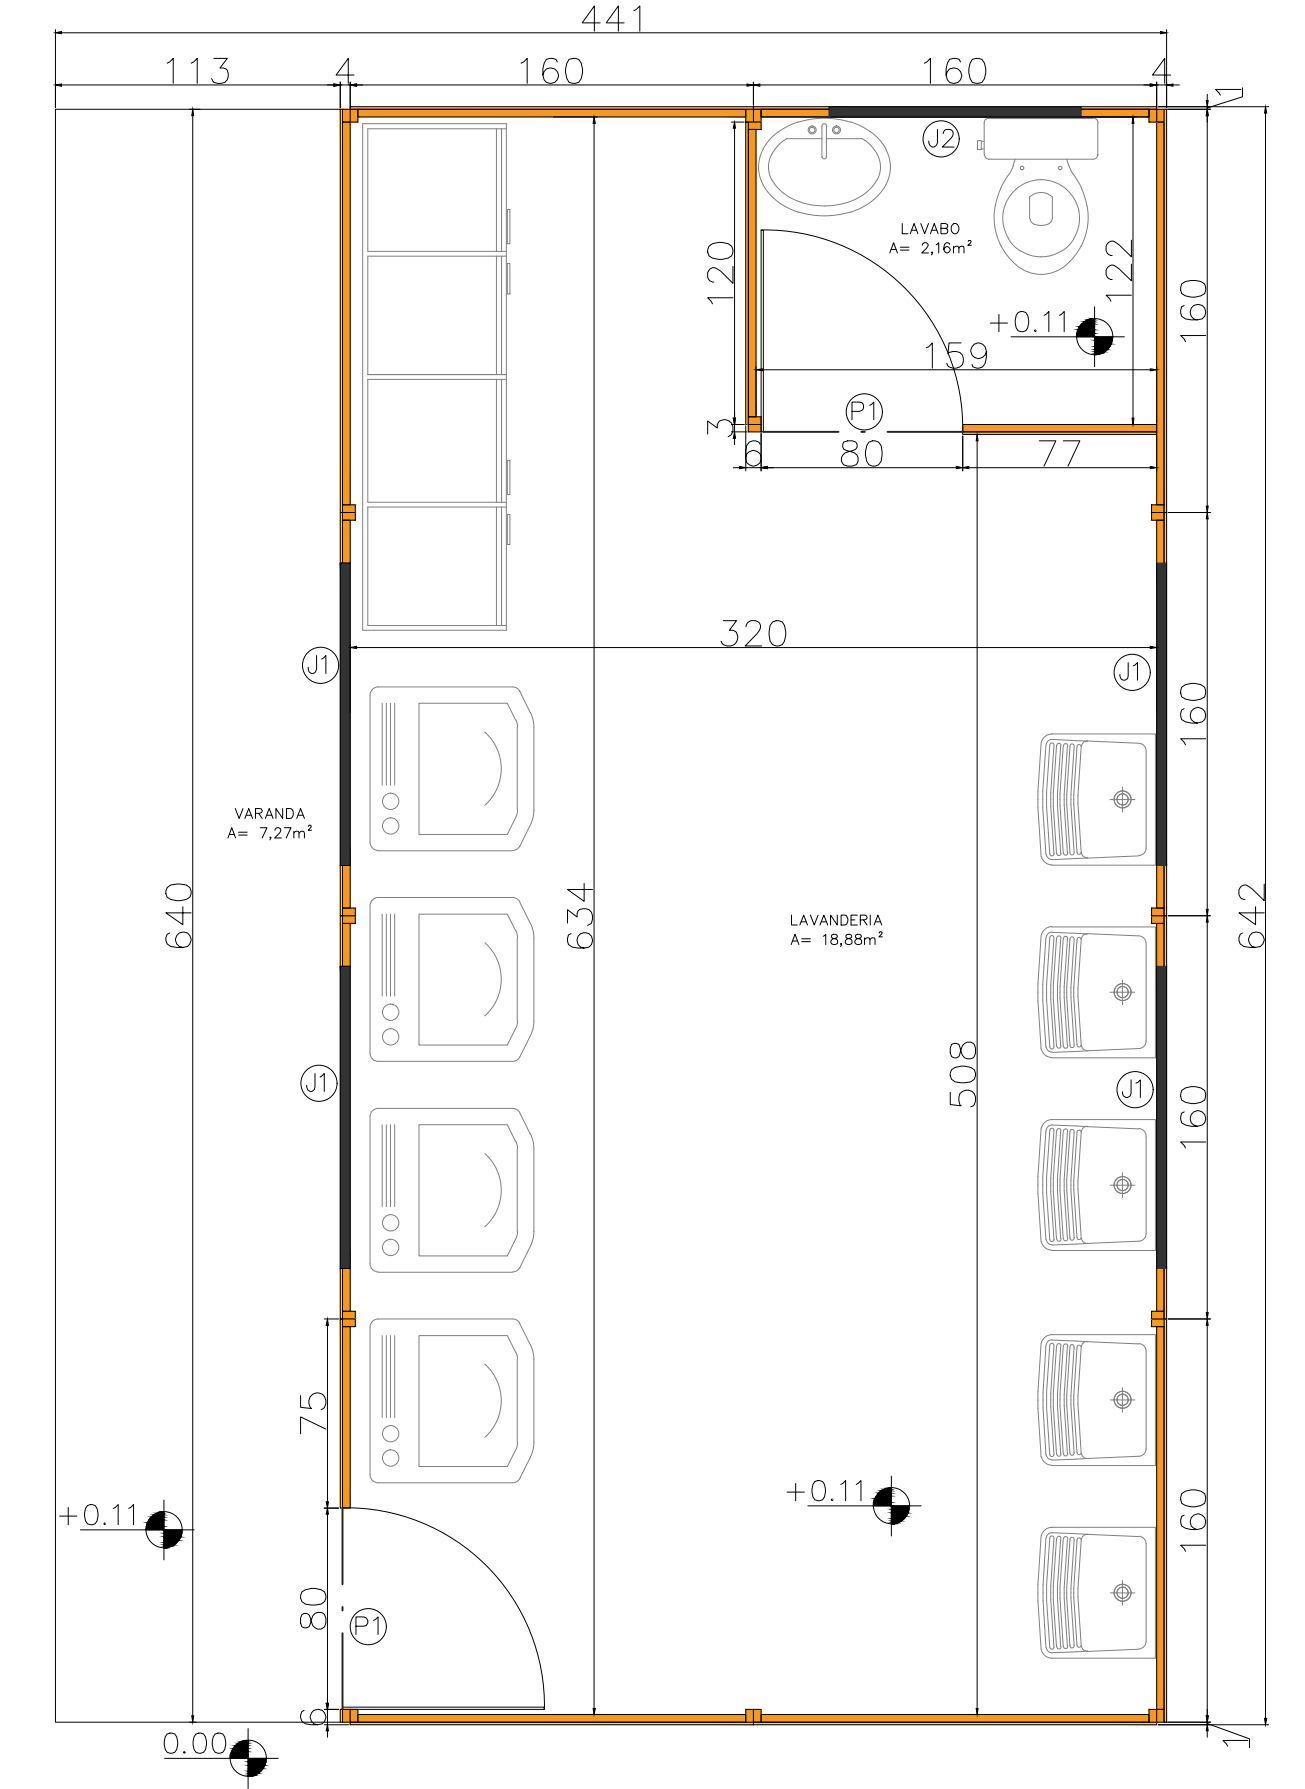 441
113
4
160
160
4
1
J2
LAVABO
A= 2,16m²
120
122
160
+0.11
159
P1
3
6
80
77
320
J1
J1
160
VARANDA
A= 7,27m²
640
634
LAVANDERIA
A= 18,88m²
642
508
J1
J1
160
75
+0.11
+0.11
160
80
P1
6
0.00
1